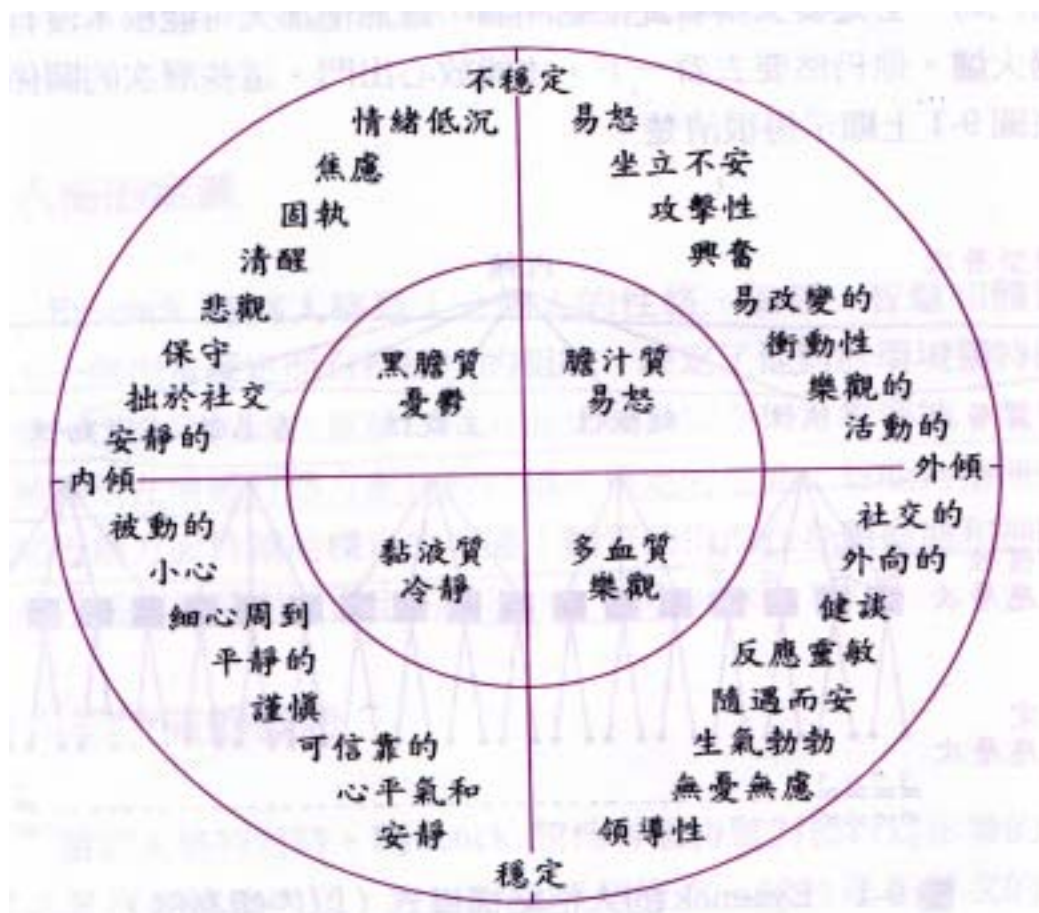 不穩定
情緒低沉
焦慮
固執
清醒
悲觀
保守
拙於社交
安靜的
內傾
被動的
小心
細心周到
平靜的
謹慎
可信靠的
心平氣和
安靜
易怒
坐立不安
攻擊性
興奮
易改變的
衝動性
樂觀的
活動的
外傾
社交的
外向的
健談
反應靈敏
隨遇而安
生氣勃勃
無憂無慮
領導性
穩定
黑膽質
憂鬱
膽汁質
易怒
黏液質
冷靜
多血質
樂觀